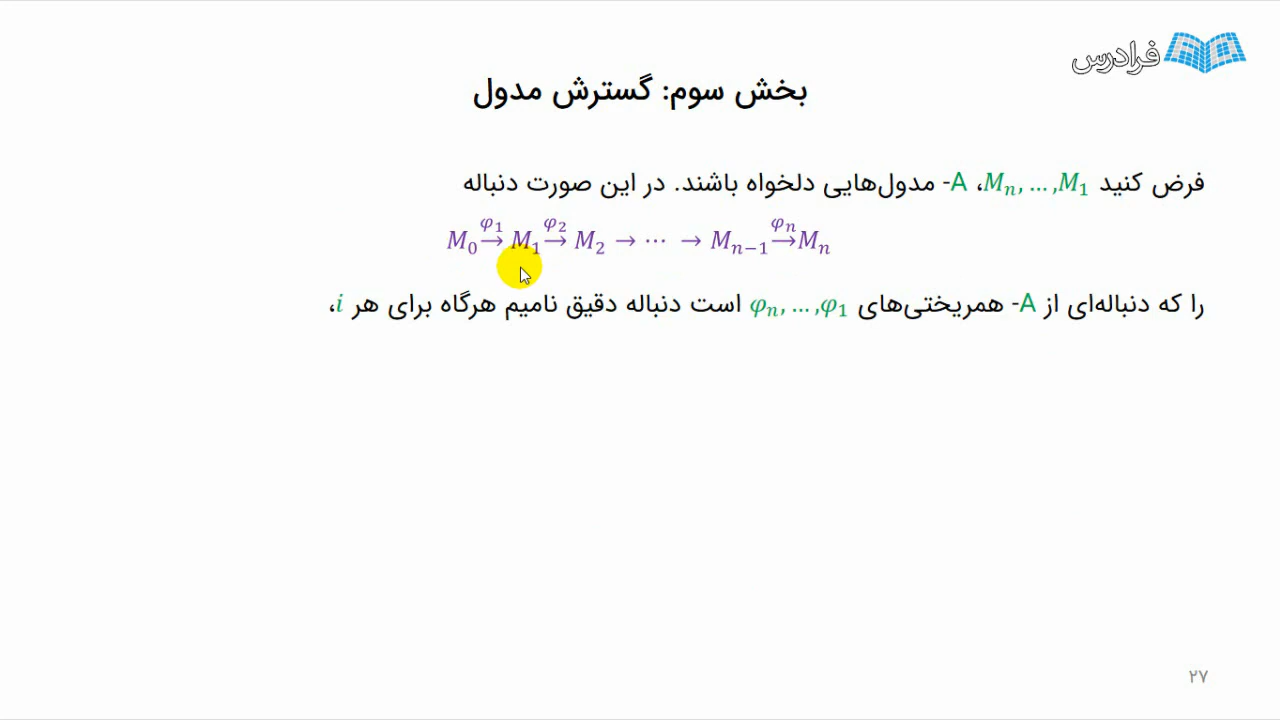 فرادرس
بخش سوم: گسترش مدول
فرض کنید M₁,…,Mₙ، A- مدول‌هایی دلخواه باشند. در این صورت دنباله
M₀ →^φ₁ M₁ →^φ₂ M₂ → ⋯ → Mₙ₋₁ →^φₙ Mₙ
را که دنباله‌ای از A- همریختی‌های φ₁,…,φₙ است دنباله دقیق نامیم هرگاه برای هر i،
۲۷